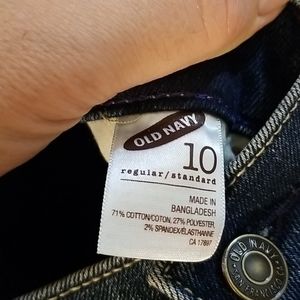 OLD NAVY
10
regular/standard
MADE IN
BANGLADESH
71% COTTON/COTON, 27% POLYESTER
2% SPANDEX/ELASTHANNE
CA 17897
OLD NAVY